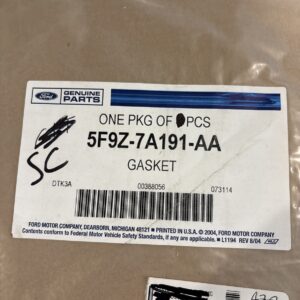 Ford
GENUINE
PARTS
ONE PKG OF PCS
5F9Z-7A191-AA
GASKET
SC
DTK3A
00388056
073114
FORD MOTOR COMPANY, DEARBORN, MICHIGAN 48121 ■ PRINTED IN U.S.A. © 2004, FORD MOTOR COMPANY
Contents conform to Federal Motor Vehicle Safety Standards, if any are applicable. ■ L1194 REV 8/04